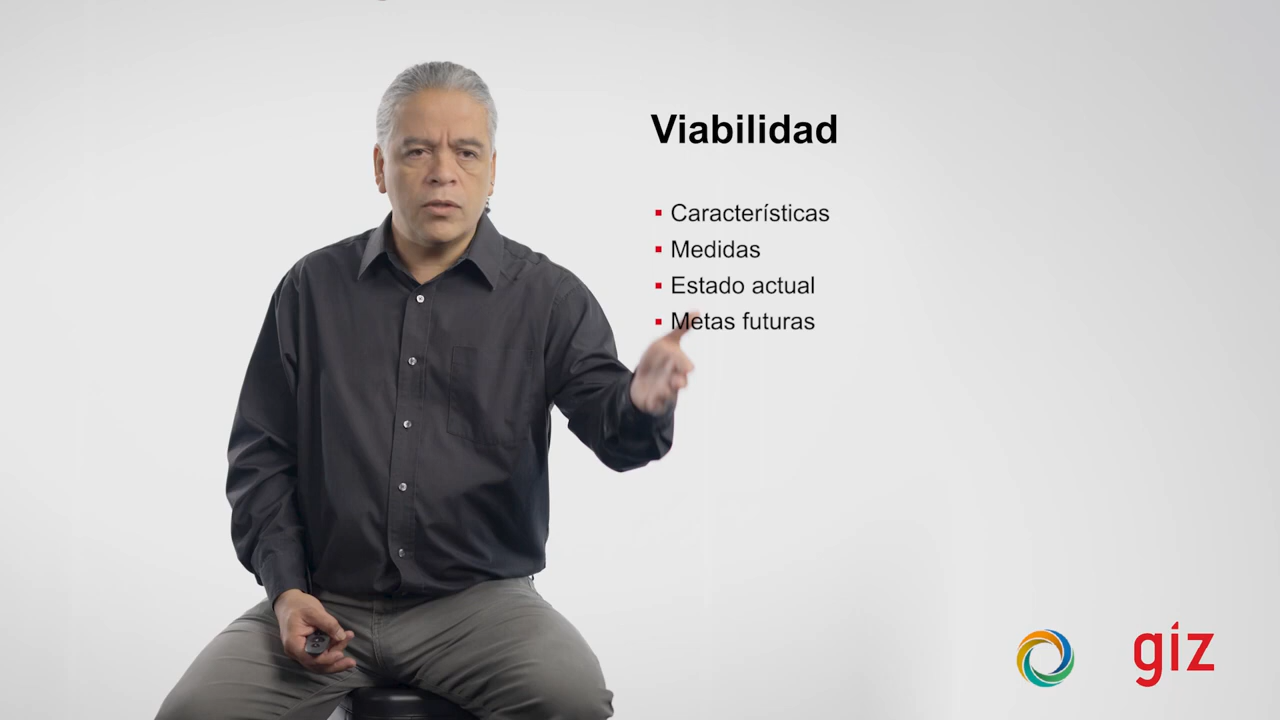 Viabilidad
Características
Medidas
Estado actual
Metas futuras
giz